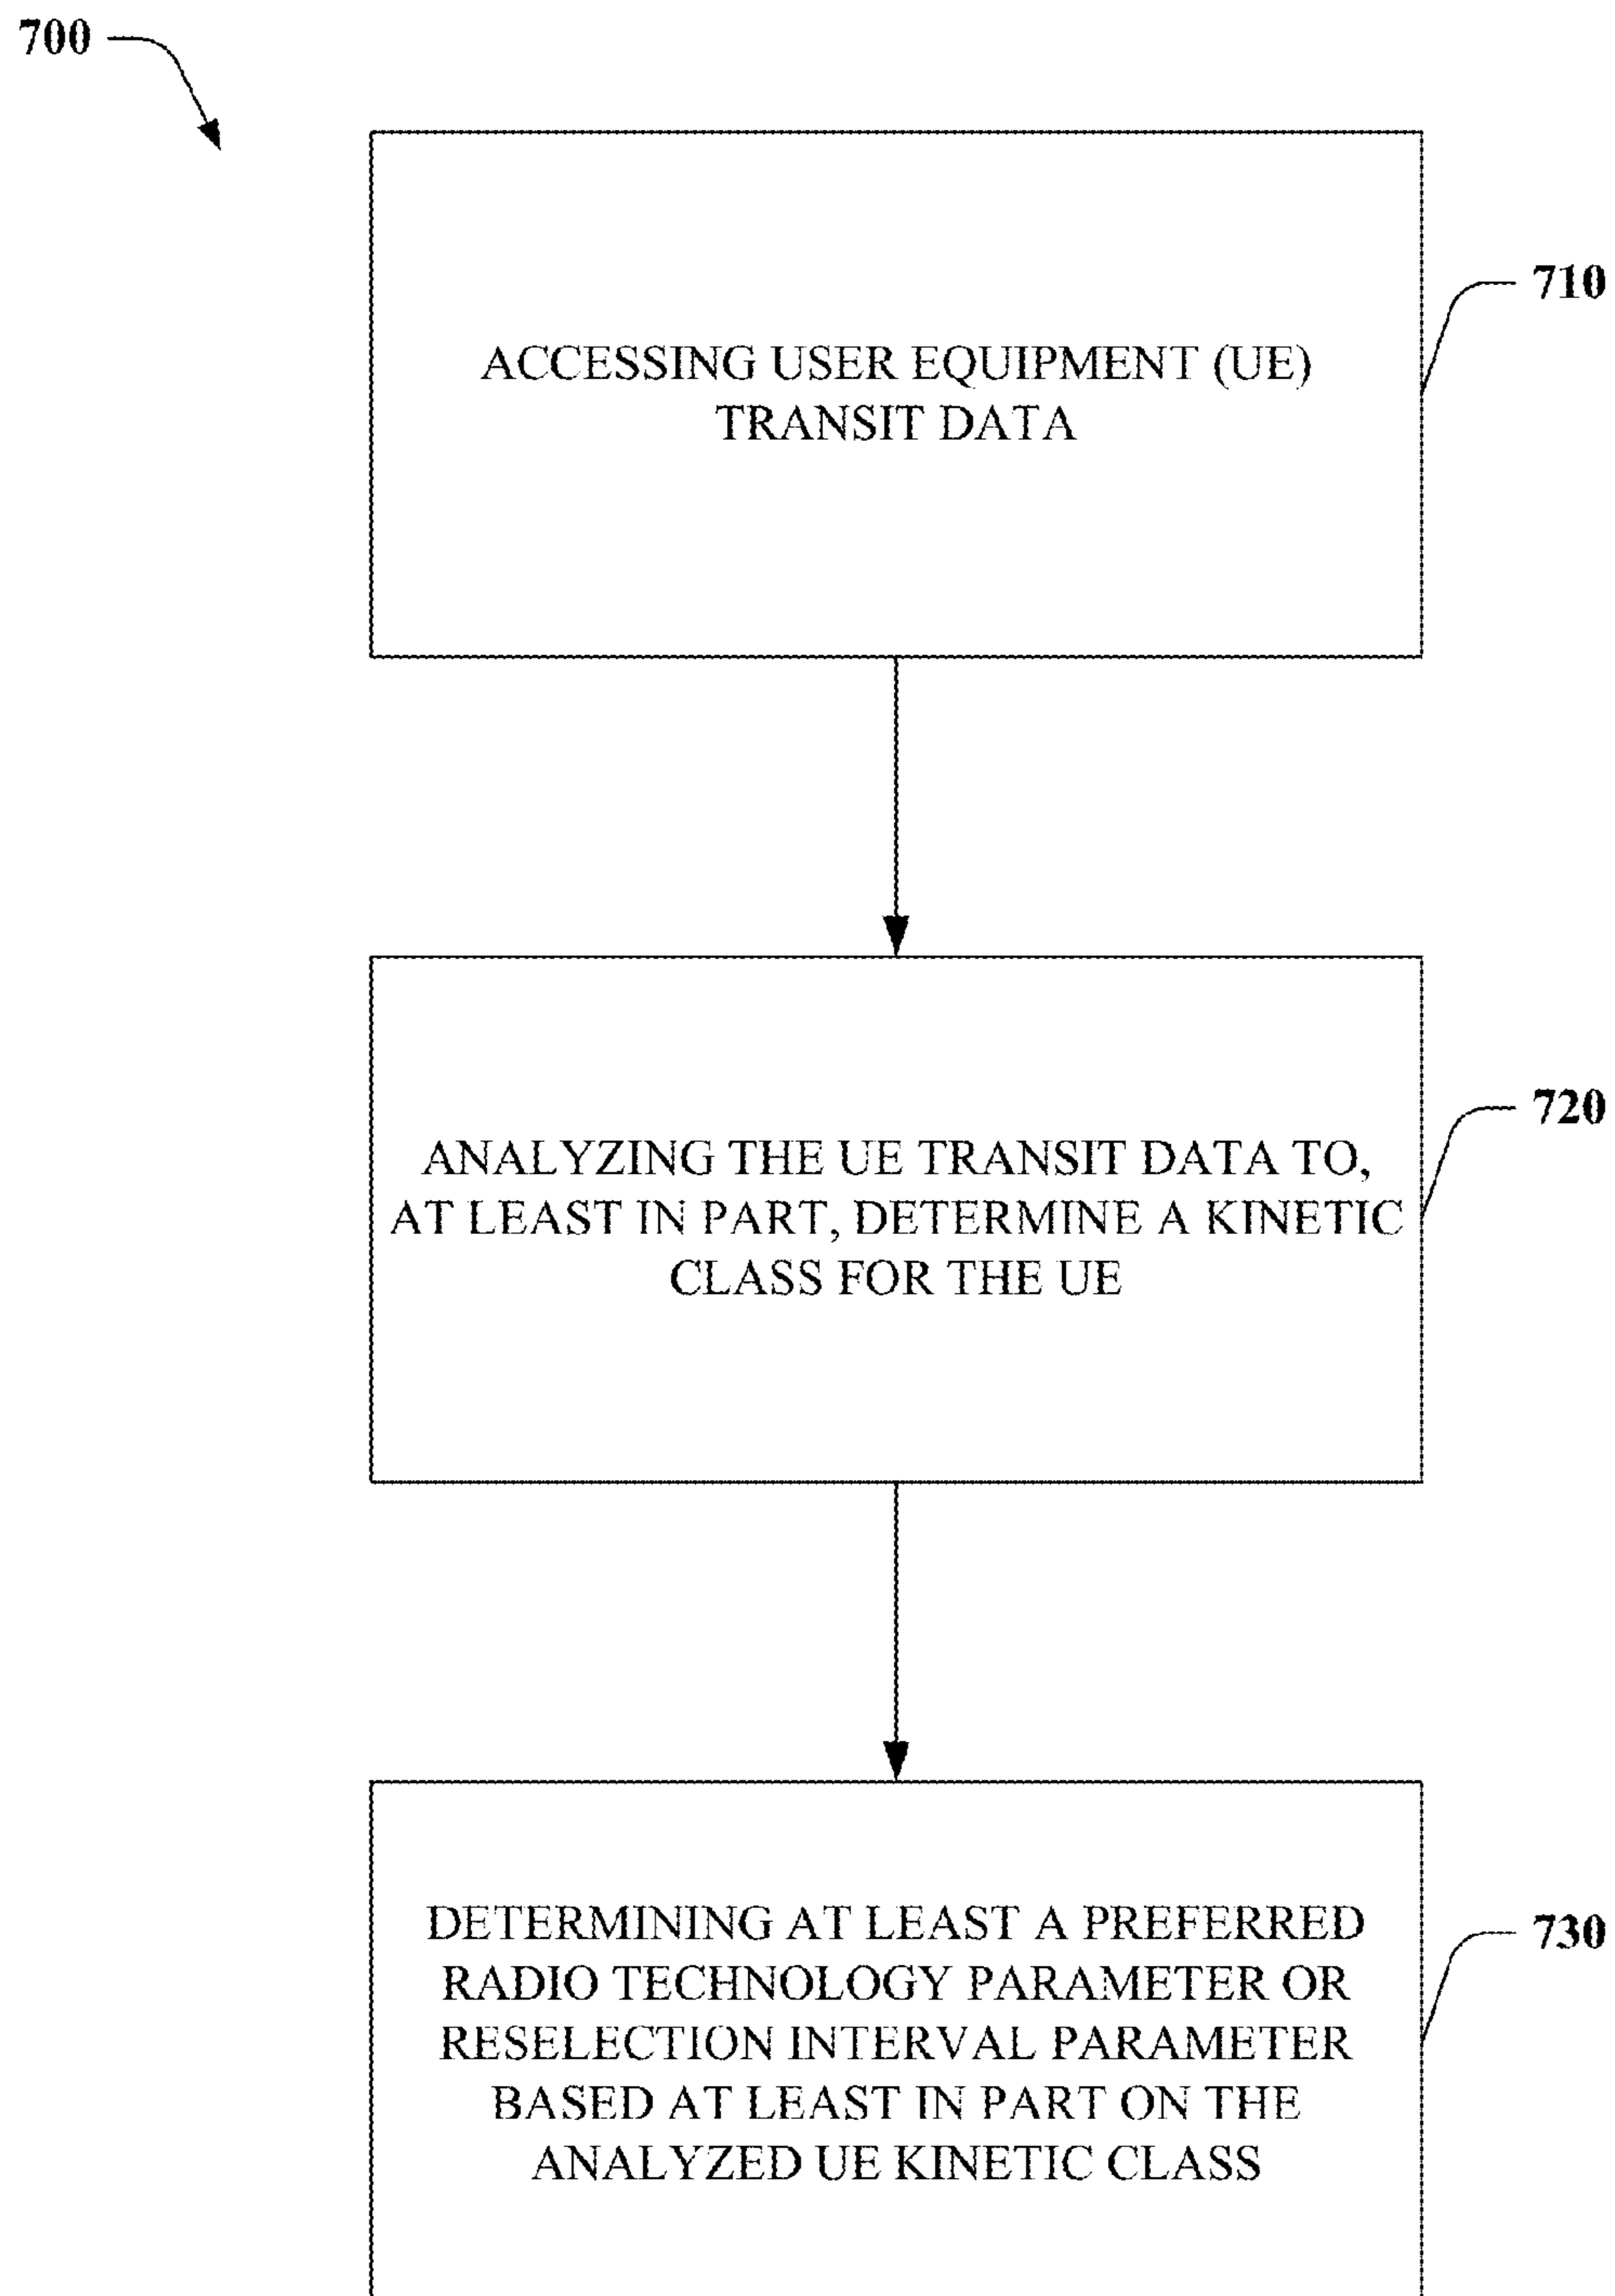 700
ACCESSING USER EQUIPMENT (UE)
TRANSIT DATA
710
ANALYZING THE UE TRANSIT DATA TO,
AT LEAST IN PART, DETERMINE A KINETIC
CLASS FOR THE UE
720
DETERMINING AT LEAST A PREFERRED
RADIO TECHNOLOGY PARAMETER OR
RESELECTION INTERVAL PARAMETER
BASED AT LEAST IN PART ON THE
ANALYZED UE KINETIC CLASS
730